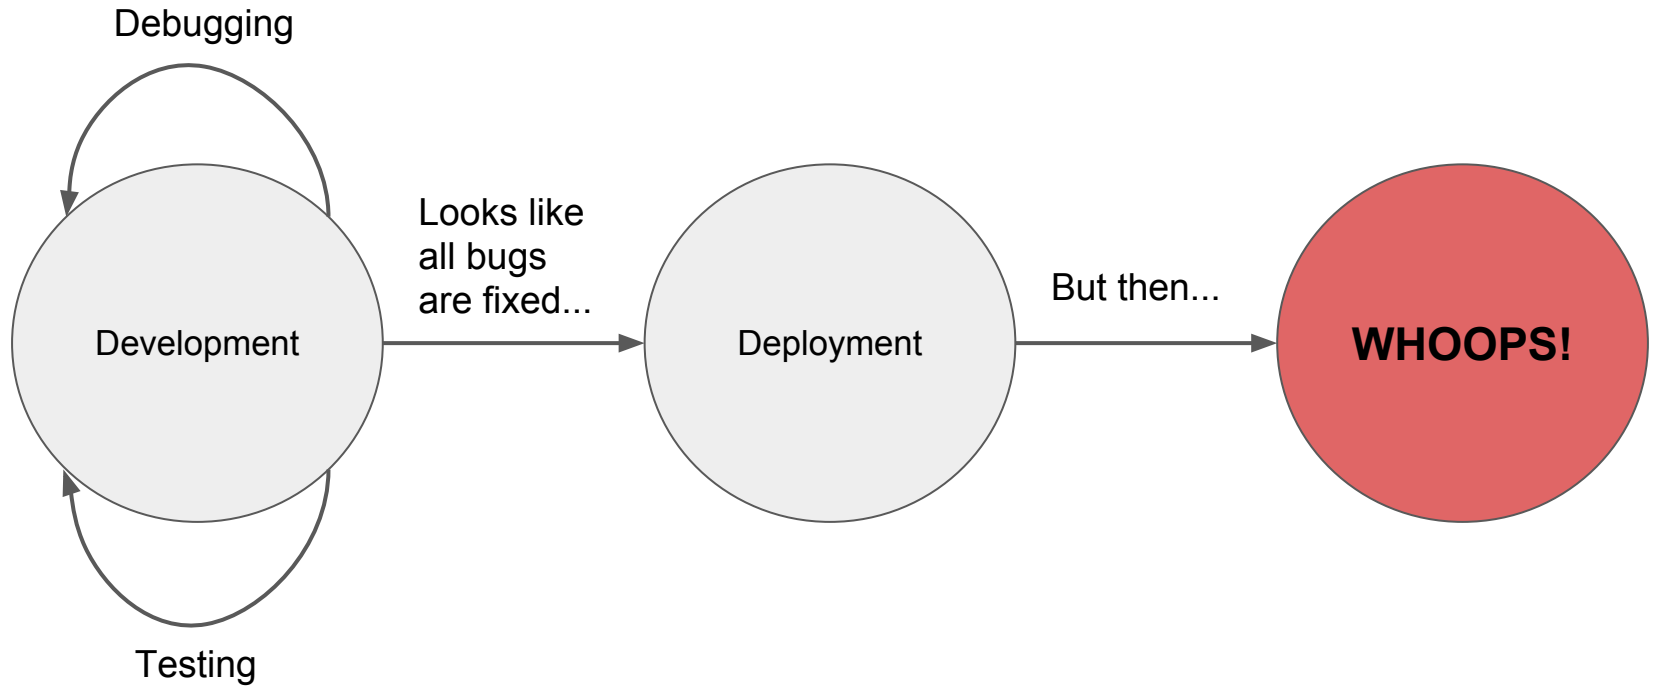 Debugging
Looks like
all bugs
are fixed...
But then...
Development
Deployment
WHOOPS!
Testing